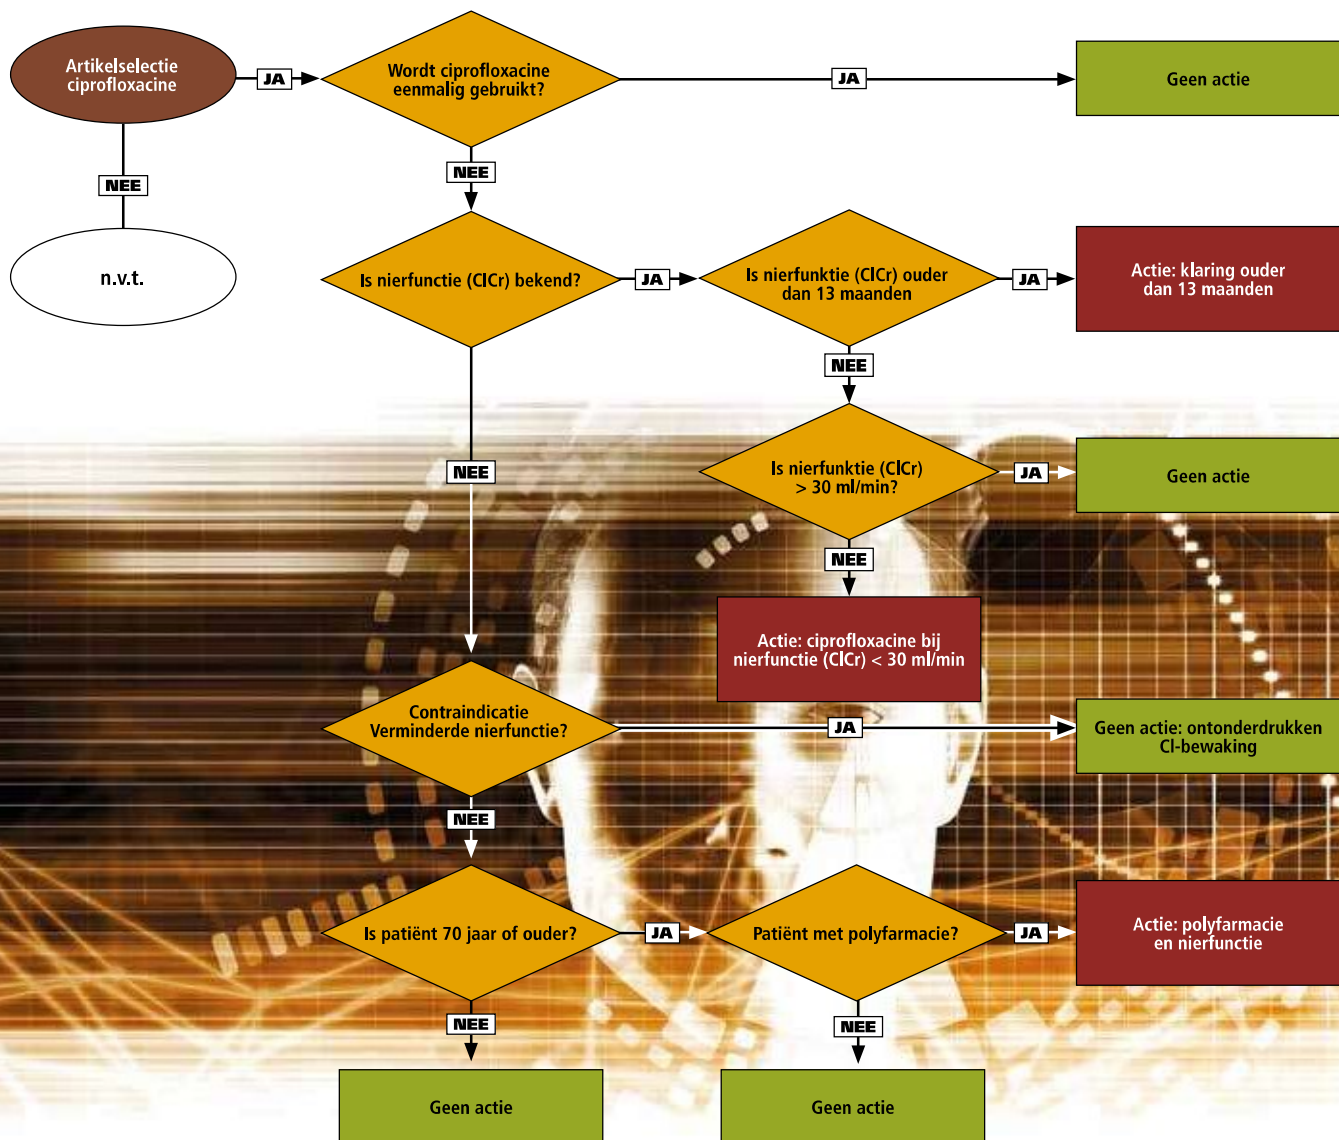 Artikelselectie
ciprofloxacine
JA
Wordt ciprofloxacine
eenmalig gebruikt?
JA
Geen actie
NEE
NEE
n.v.t.
Is nierfunctie (ClCr) bekend?
JA
Is nierfunktie (ClCr) ouder
dan 13 maanden
JA
Actie: klaring ouder
dan 13 maanden
NEE
NEE
Is nierfunktie (ClCr)
> 30 ml/min?
JA
Geen actie
NEE
Actie: ciprofloxacine bij
nierfunctie (ClCr) < 30 ml/min
Contraindicatie
Verminderde nierfunctie?
JA
Geen actie: ontonderdrukken
CI-bewaking
NEE
Is patiënt 70 jaar of ouder?
JA
Patiënt met polyfarmacie?
JA
Actie: polyfarmacie
en nierfunctie
NEE
NEE
Geen actie
Geen actie